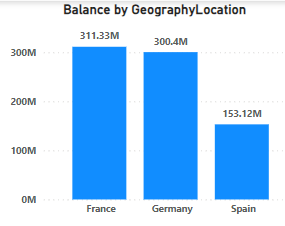 Balance by GeographyLocation
311.33M
300.4M
153.12M
300M
200M
100M
0M
France Germany Spain